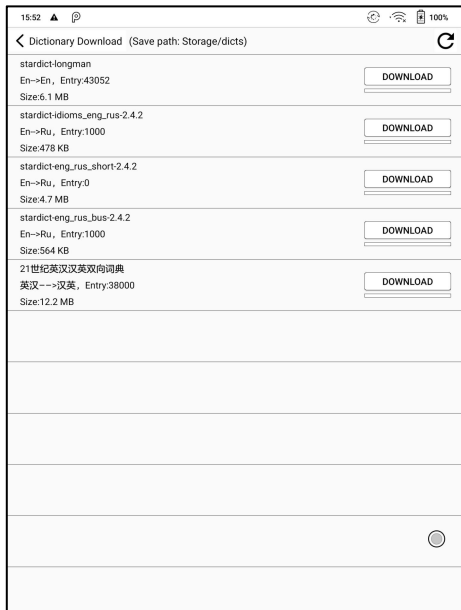 15:52 100%
Dictionary Download (Save path: Storage/dicts)
stardict-longman
En-->En, Entry:43052
Size:6.1 MB
DOWNLOAD
stardict-idioms_eng_rus-2.4.2
En-->Ru, Entry:1000
Size:478 KB
DOWNLOAD
stardict-eng_rus_short-2.4.2
En-->Ru, Entry:0
Size:4.7 MB
DOWNLOAD
stardict-eng_rus_bus-2.4.2
En-->Ru, Entry:1000
Size:564 KB
DOWNLOAD
21世纪英汉汉英双向词典
英汉-->汉英, Entry:38000
Size:12.2 MB
DOWNLOAD